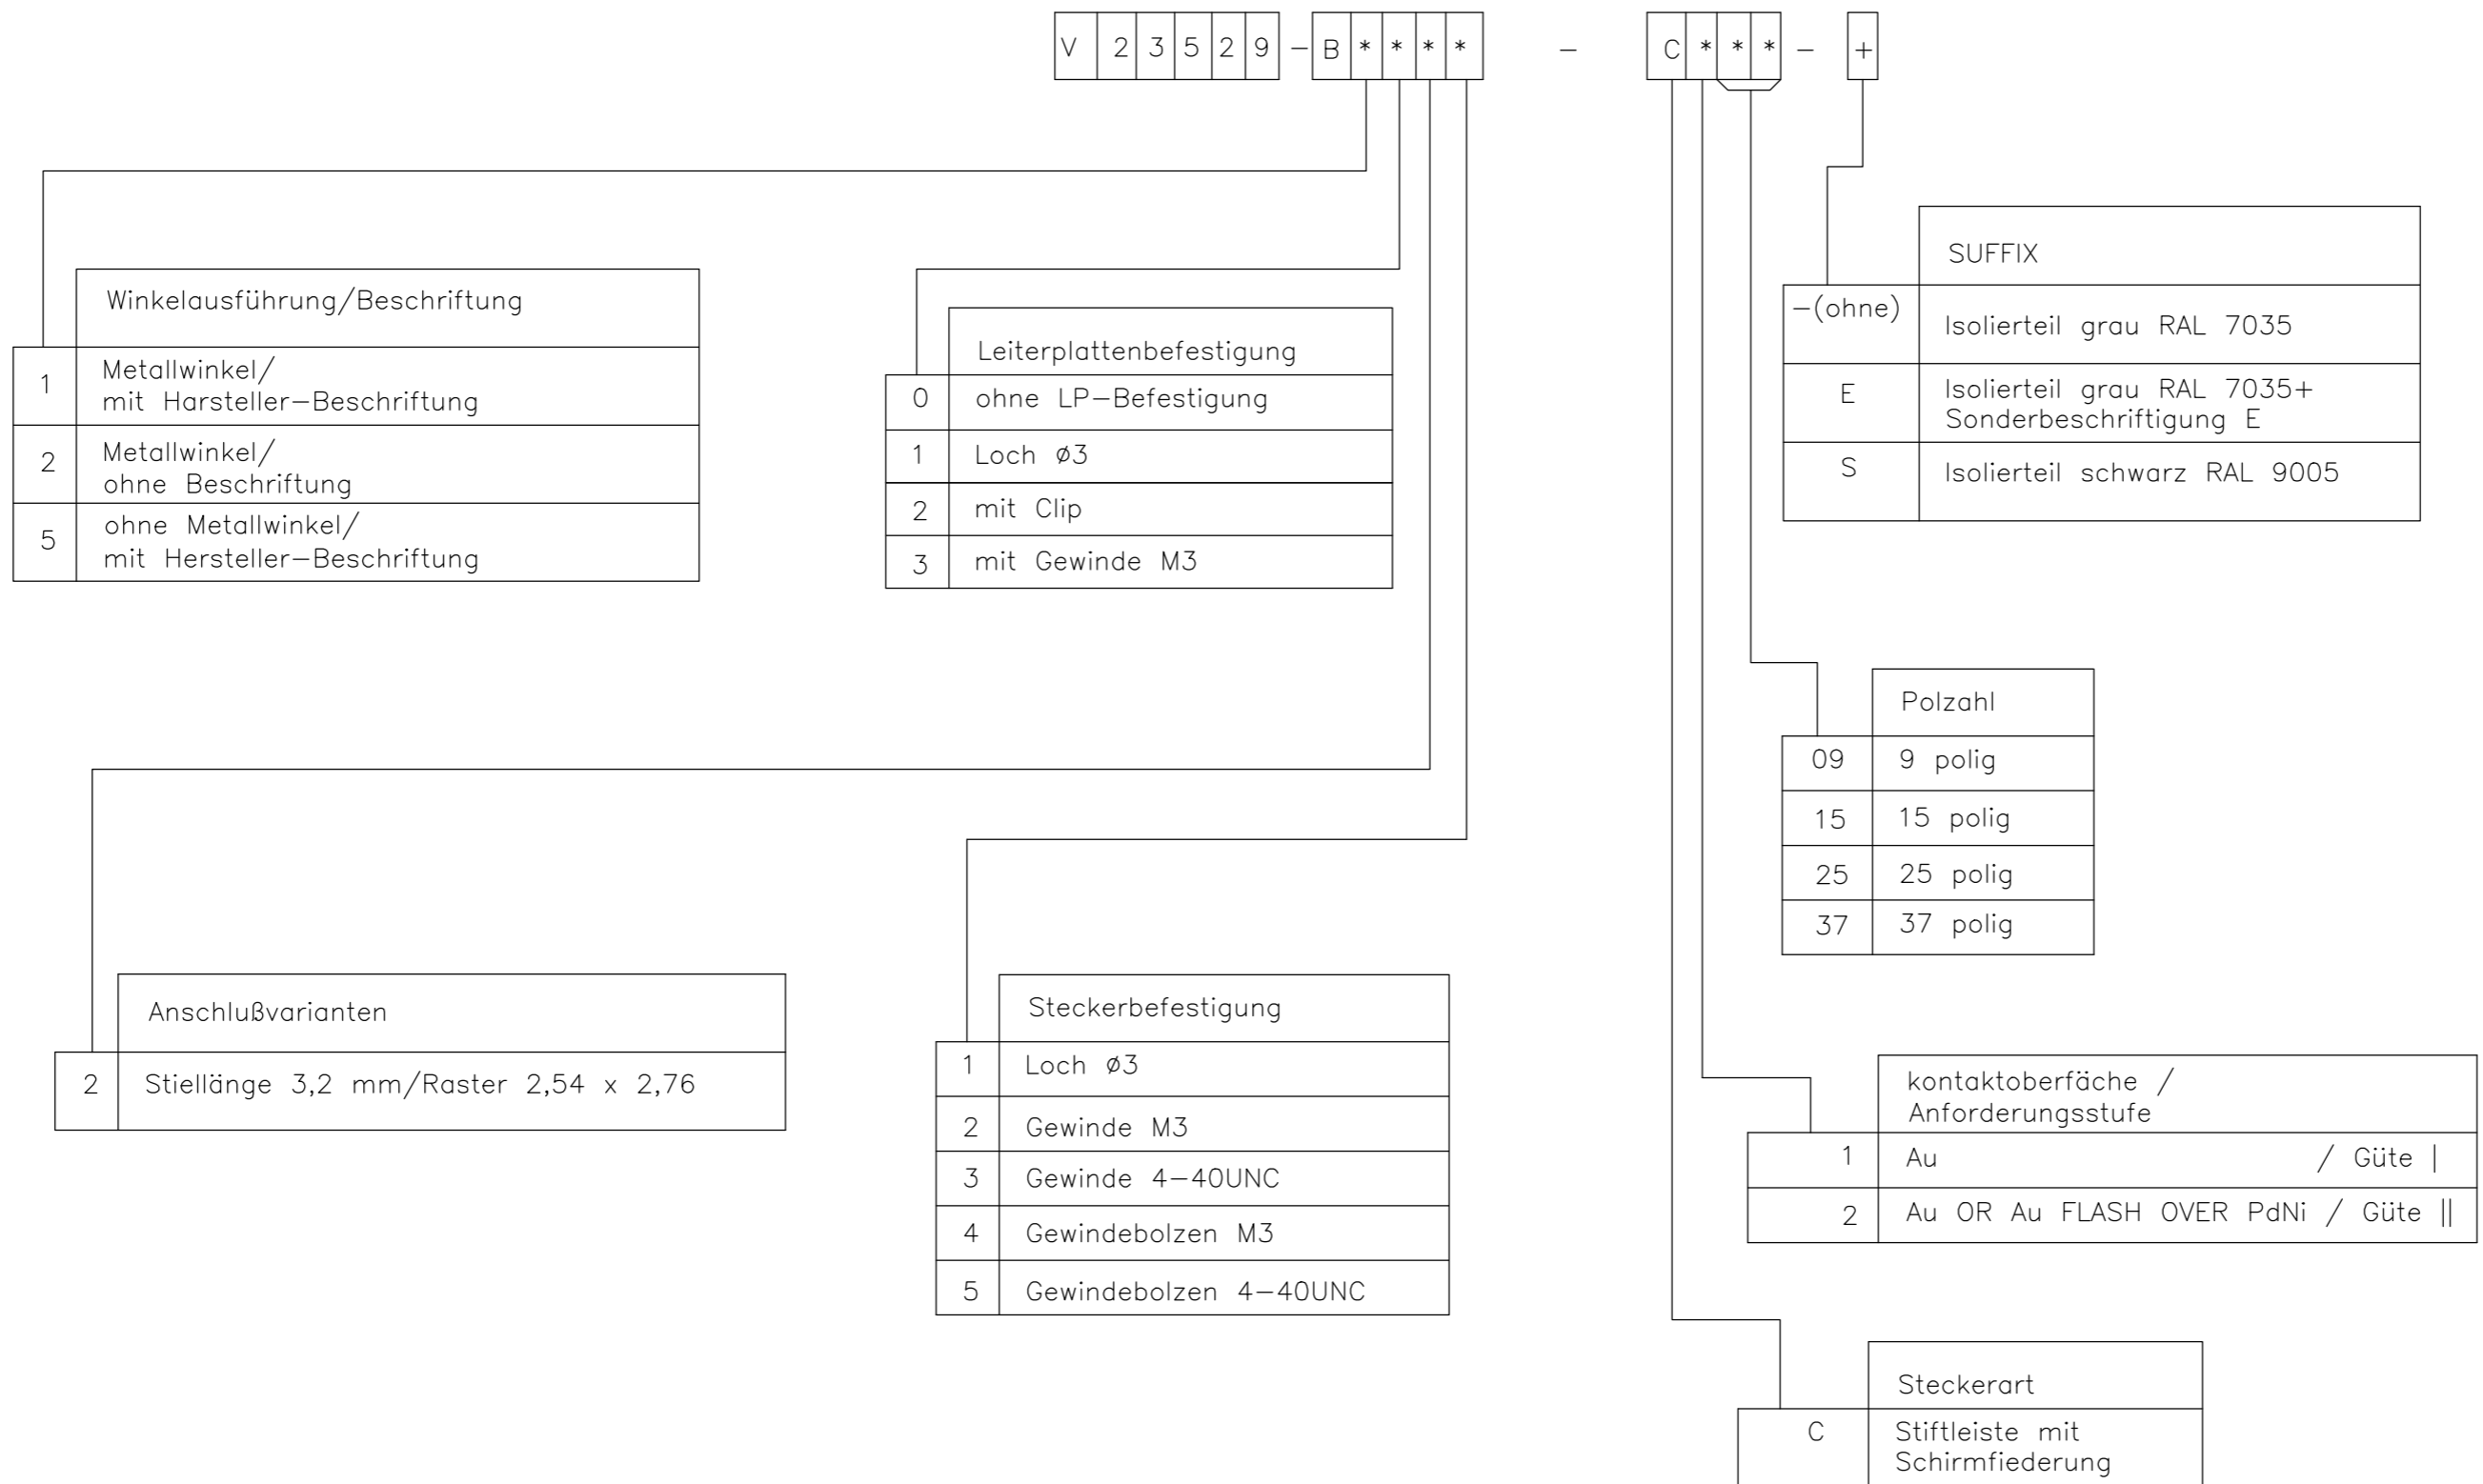 V 2 3 5 2 9 - B * * * * - C * * * - +
Winkelausführung/Beschriftung
1 Metallwinkel/
mit Harsteller-Beschriftung
2 Metallwinkel/
ohne Beschriftung
5 ohne Metallwinkel/
mit Hersteller-Beschriftung
Leiterplattenbefestigung
0 ohne LP-Befestigung
1 Loch ø3
2 mit Clip
3 mit Gewinde M3
SUFFIX
-(ohne) Isolierteil grau RAL 7035
E Isolierteil grau RAL 7035+
Sonderbeschriftigung E
S Isolierteil schwarz RAL 9005
Polzahl
09 9 polig
15 15 polig
25 25 polig
37 37 polig
Anschlußvarianten
2 Stiellänge 3,2 mm/Raster 2,54 x 2,76
Steckerbefestigung
1 Loch ø3
2 Gewinde M3
3 Gewinde 4-40UNC
4 Gewindebolzen M3
5 Gewindebolzen 4-40UNC
kontaktoberfäche /
Anforderungsstufe
1 Au / Güte |
2 Au OR Au FLASH OVER PdNi / Güte ||
Steckerart
C Stiftleiste mit
Schirmfiederung